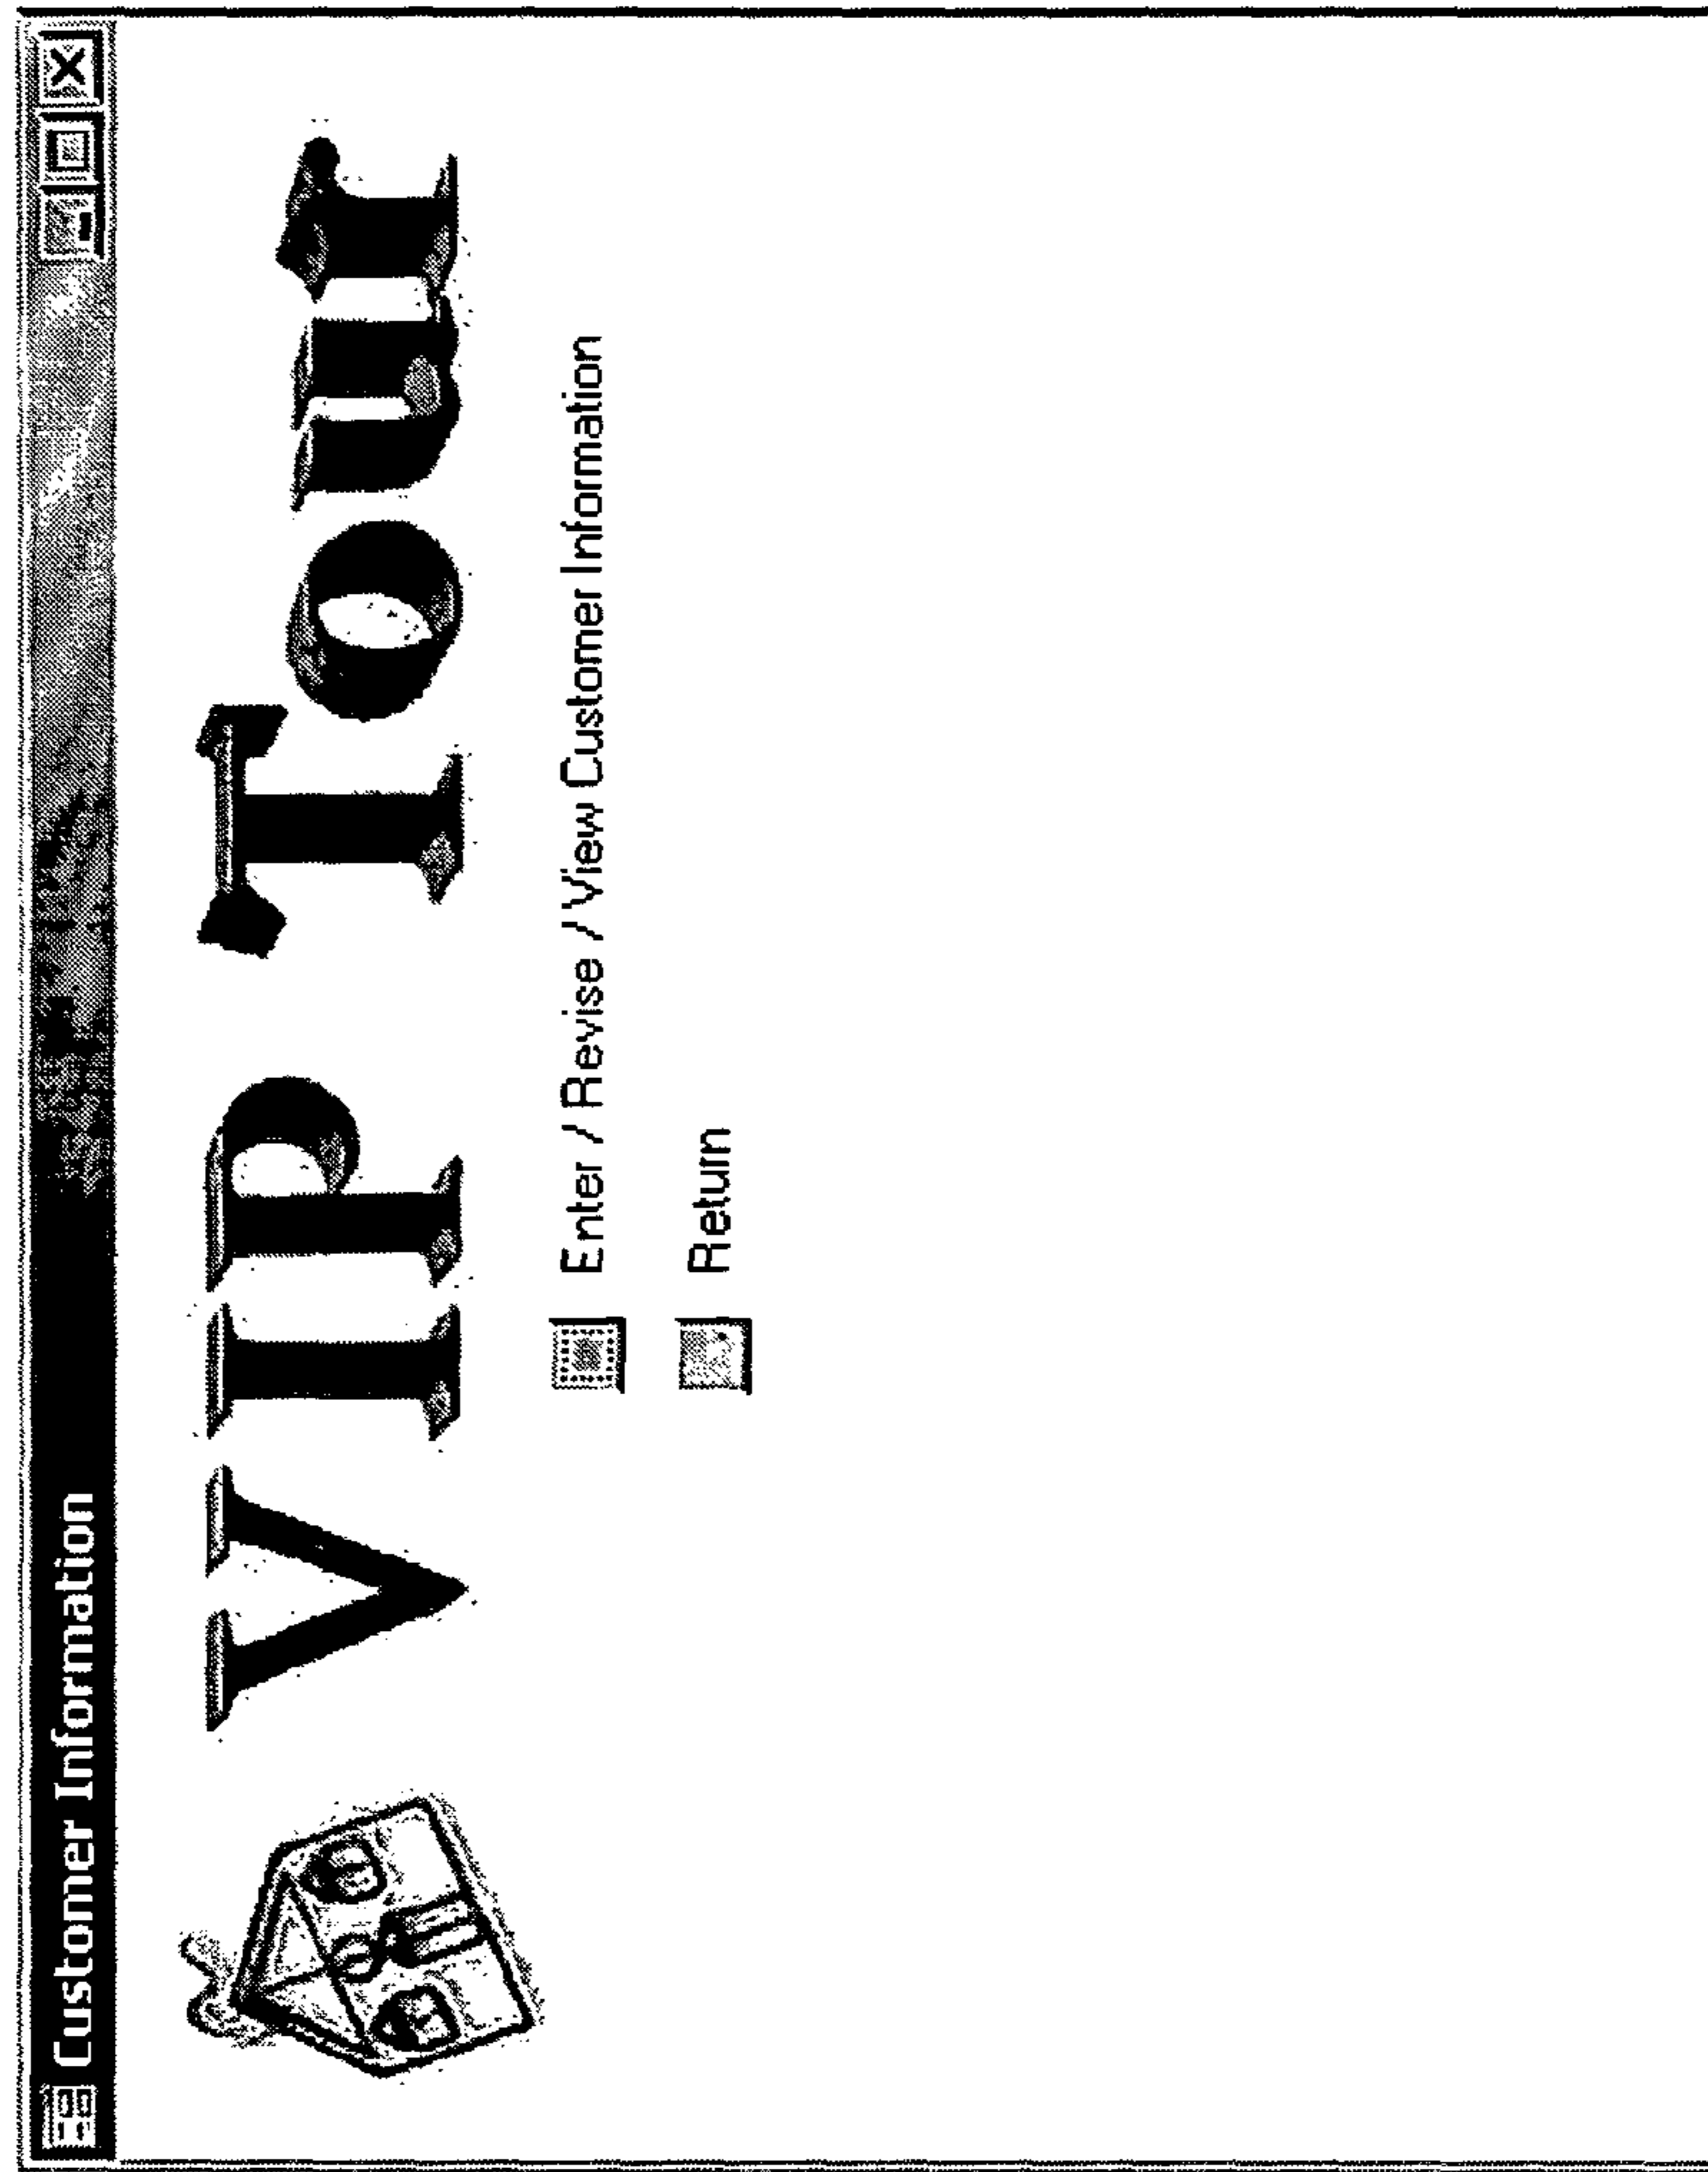 Customer Information
VIP Tour
Enter / Revise / View Customer Information
Return